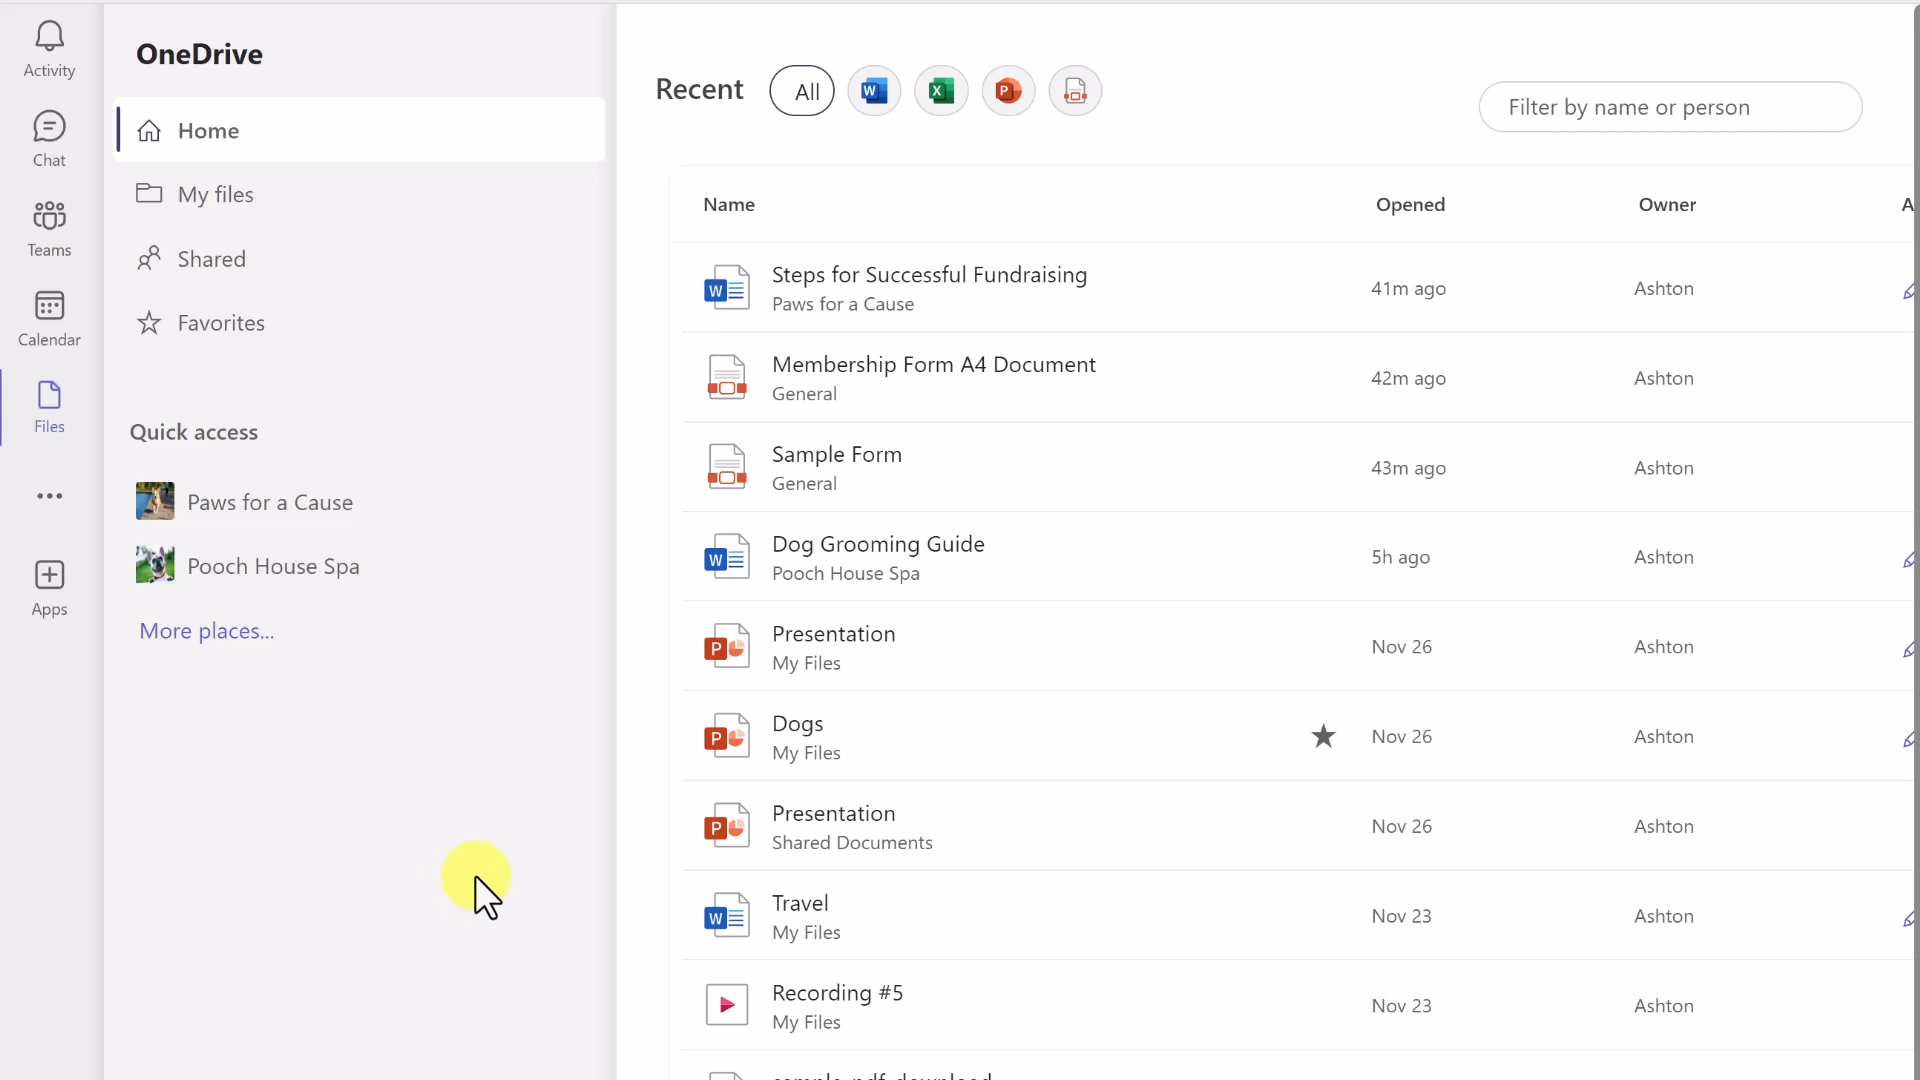 Activity
Chat
Teams
Calendar
Files
Apps
OneDrive
Home
My files
Shared
Favorites
Quick access
Paws for a Cause
Pooch House Spa
More places...
Recent
All
Filter by name or person
Name Opened Owner A
Steps for Successful Fundraising
Paws for a Cause
41m ago Ashton
Membership Form A4 Document
General
42m ago Ashton
Sample Form
General
43m ago Ashton
Dog Grooming Guide
Pooch House Spa
5h ago Ashton
Presentation
My Files
Nov 26 Ashton
Dogs
My Files
Nov 26 Ashton
Presentation
Shared Documents
Nov 26 Ashton
Travel
My Files
Nov 23 Ashton
Recording #5
My Files
Nov 23 Ashton